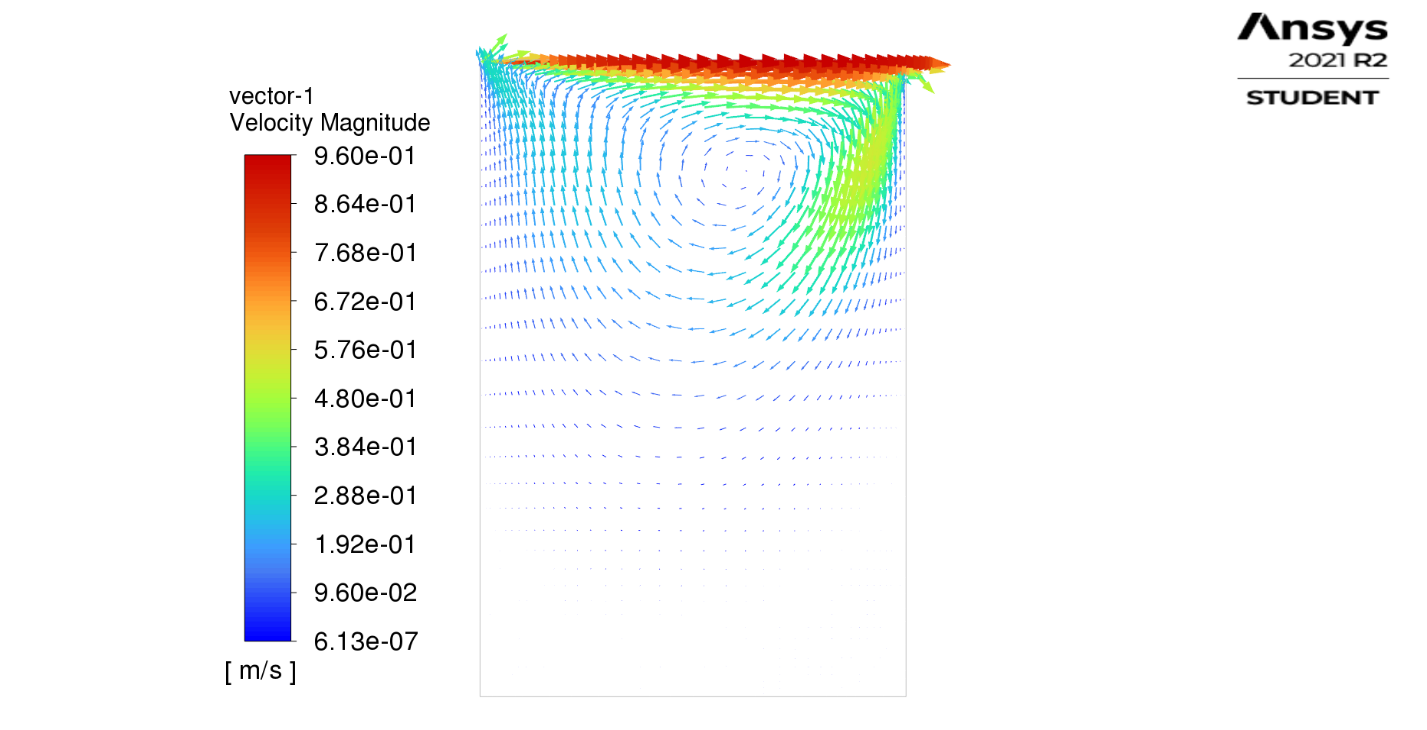 Ansys
2021 R2
STUDENT
vector-1
Velocity Magnitude
9.60e-01
8.64e-01
7.68e-01
6.72e-01
5.76e-01
4.80e-01
3.84e-01
2.88e-01
1.92e-01
9.60e-02
6.13e-07
[ m/s ]